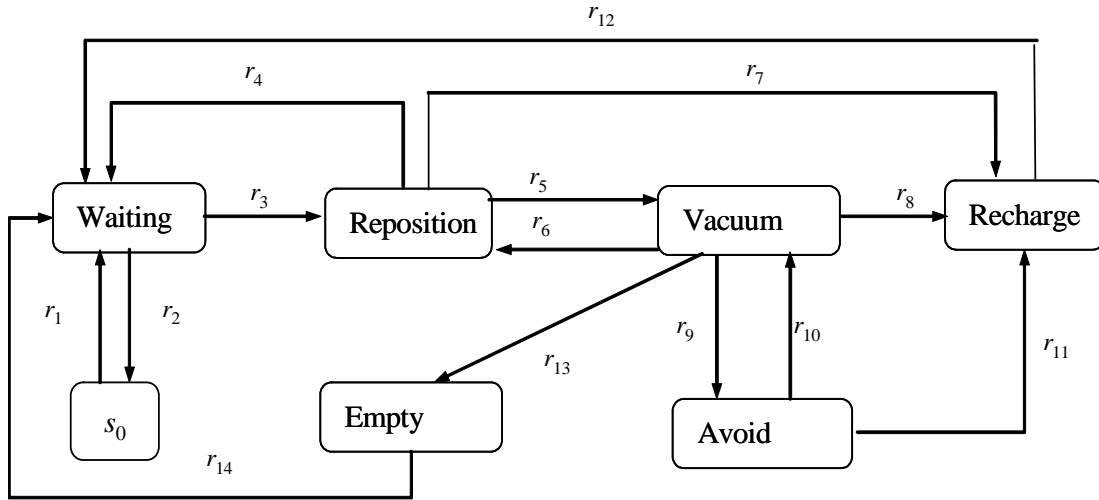 r12
r4
r7
Waiting
r3
Reposition
r5
r6
Vacuum
r8
Recharge
r1
r2
r9
r10
r11
r13
s0
Empty
Avoid
r14